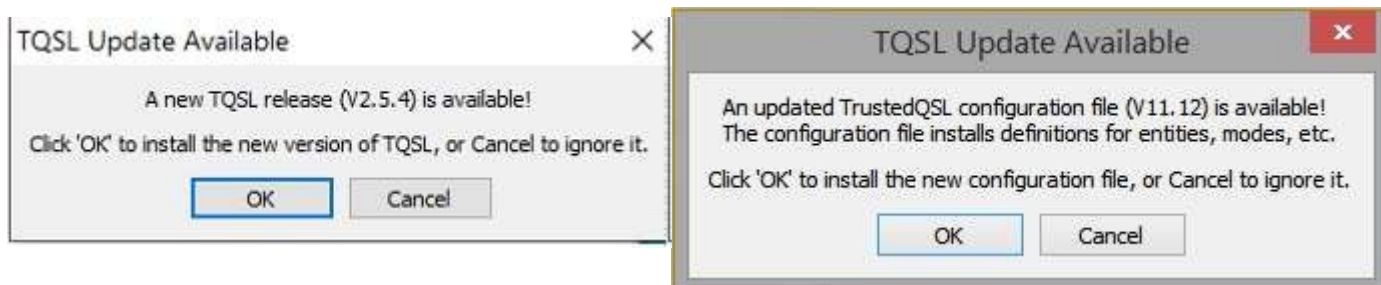 TQSL Update Available
A new TQSL release (V2.5.4) is available!
Click 'OK' to install the new version of TQSL, or Cancel to ignore it.
OK
Cancel
TQSL Update Available
An updated TrustedQSL configuration file (V11.12) is available!
The configuration file installs definitions for entities, modes, etc.
Click 'OK' to install the new configuration file, or Cancel to ignore it.
OK
Cancel